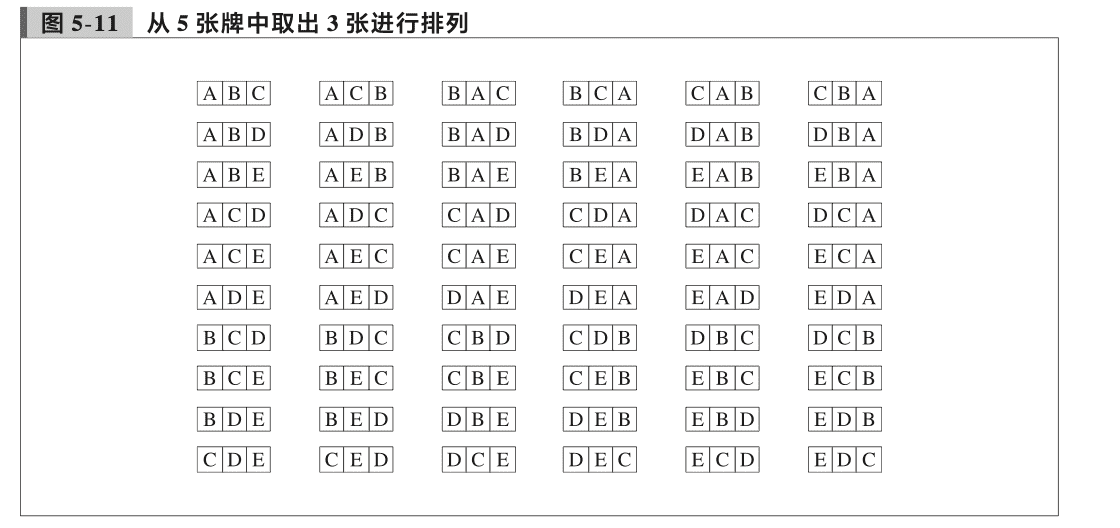 图 5-11 从 5 张牌中取出 3 张进行排列
A B C A C B B A C B C A C A B C B A
A B D A D B B A D B D A D A B D B A
A B E A E B B A E B E A E A B E B A
A C D A D C C A D C D A D A C D C A
A C E A E C C A E C E A E A C E C A
A D E A E D D A E D E A E A D E D A
B C D B D C C B D C D B D B C D C B
B C E B E C C B E C E B E B C E C B
B D E B E D D B E D E B E B D E D B
C D E C E D D C E D E C E C D E D C